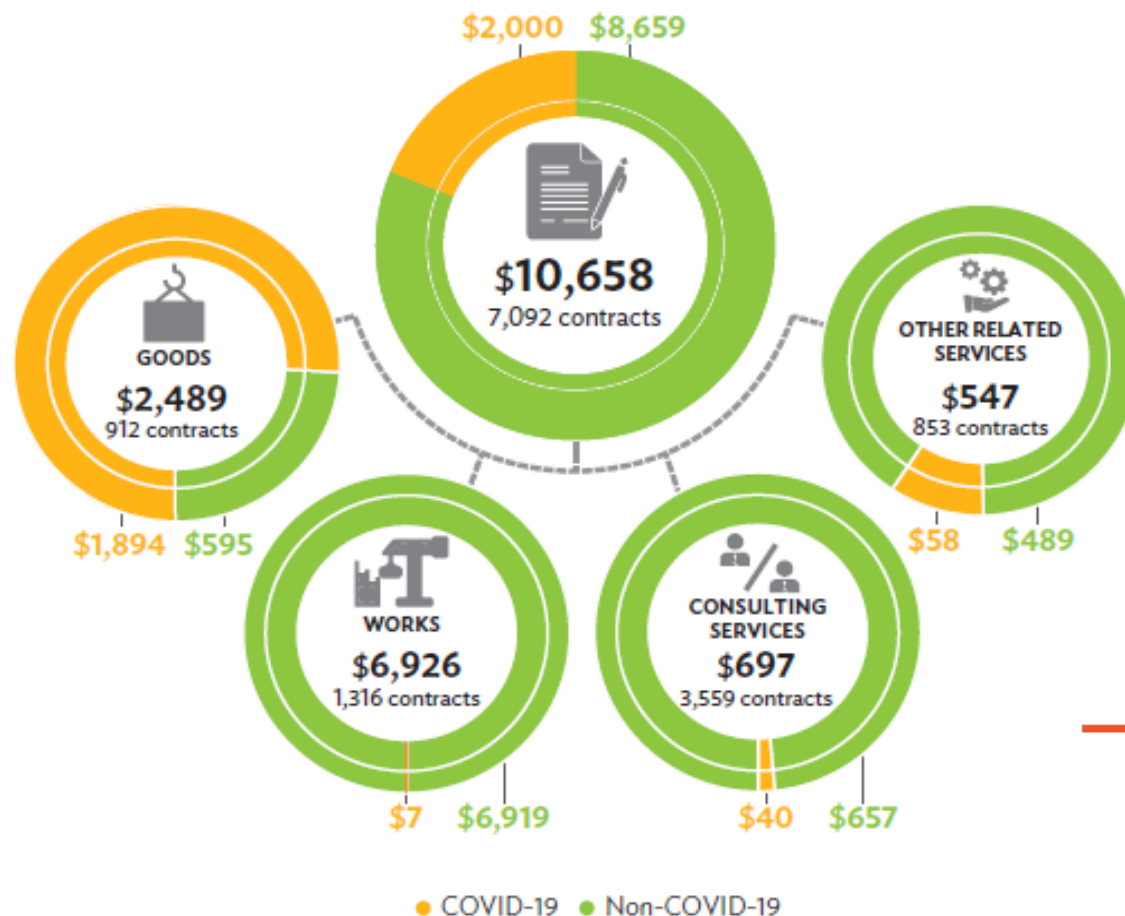 $2,000 $8,659
$10,658
7,092 contracts
GOODS
$2,489
912 contracts
$1,894 $595
OTHER RELATED
SERVICES
$547
853 contracts
$58 $489
WORKS
$6,926
1,316 contracts
$7 $6,919
CONSULTING
SERVICES
$697
3,559 contracts
$40 $657
COVID-19 Non-COVID-19